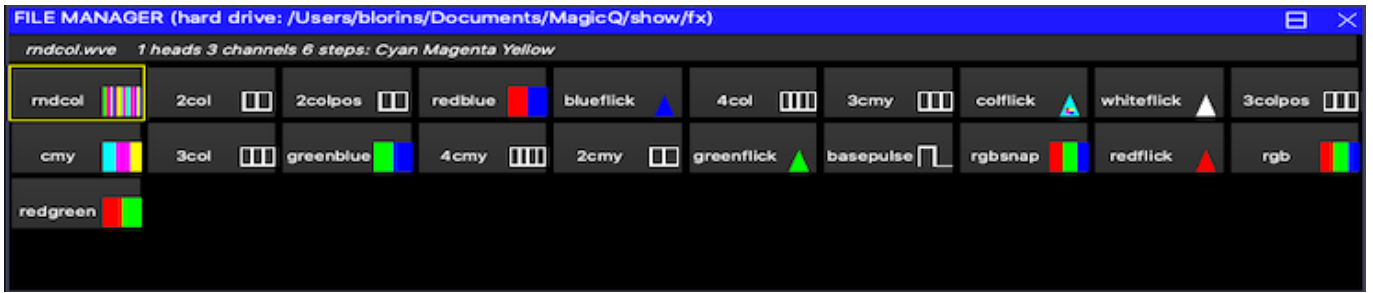 FILE MANAGER (hard drive: /Users/blorins/Documents/MagicQ/show/fx)
rndcol.wve 1 heads 3 channels 6 steps: Cyan Magenta Yellow
rndcol 2col 2colpos redblue blueflick 4col 3cmy colflick whiteflick 3colpos
cmy 3col greenblue 4cmy 2cmy greenflick basepulse rgbsnap redflick rgb
redgreen